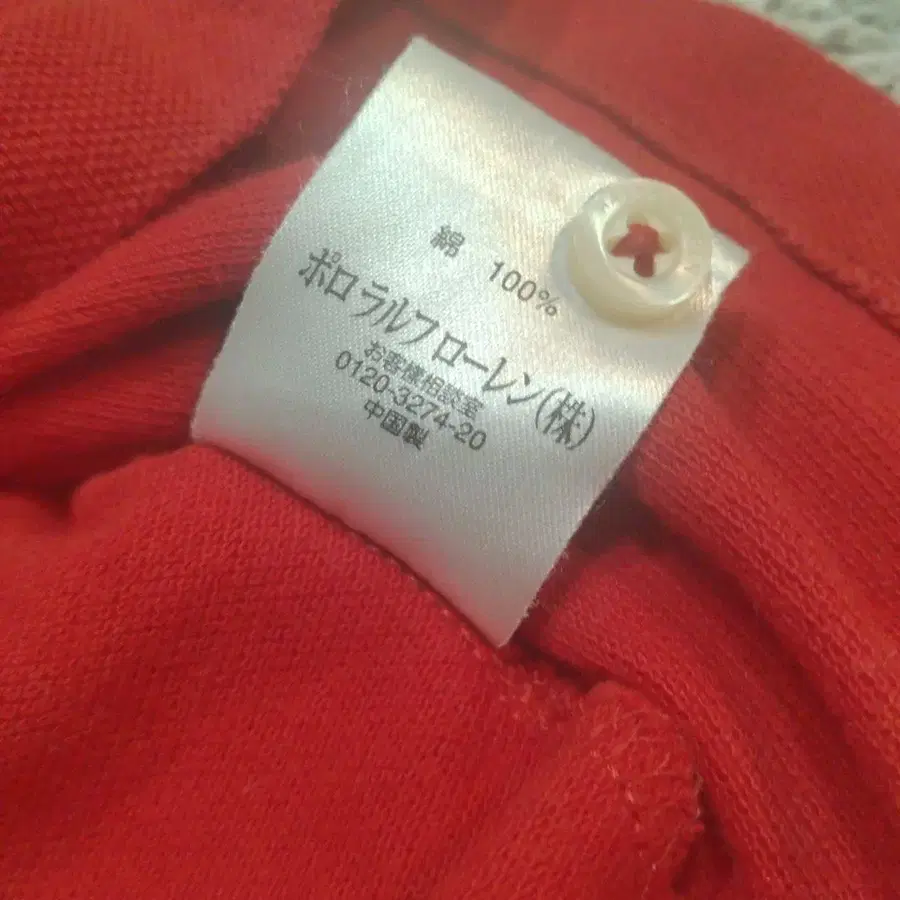 綿 100%
ポロ ラルフ ローレン(株)
お客様相談室
0120-3274-20
中国製